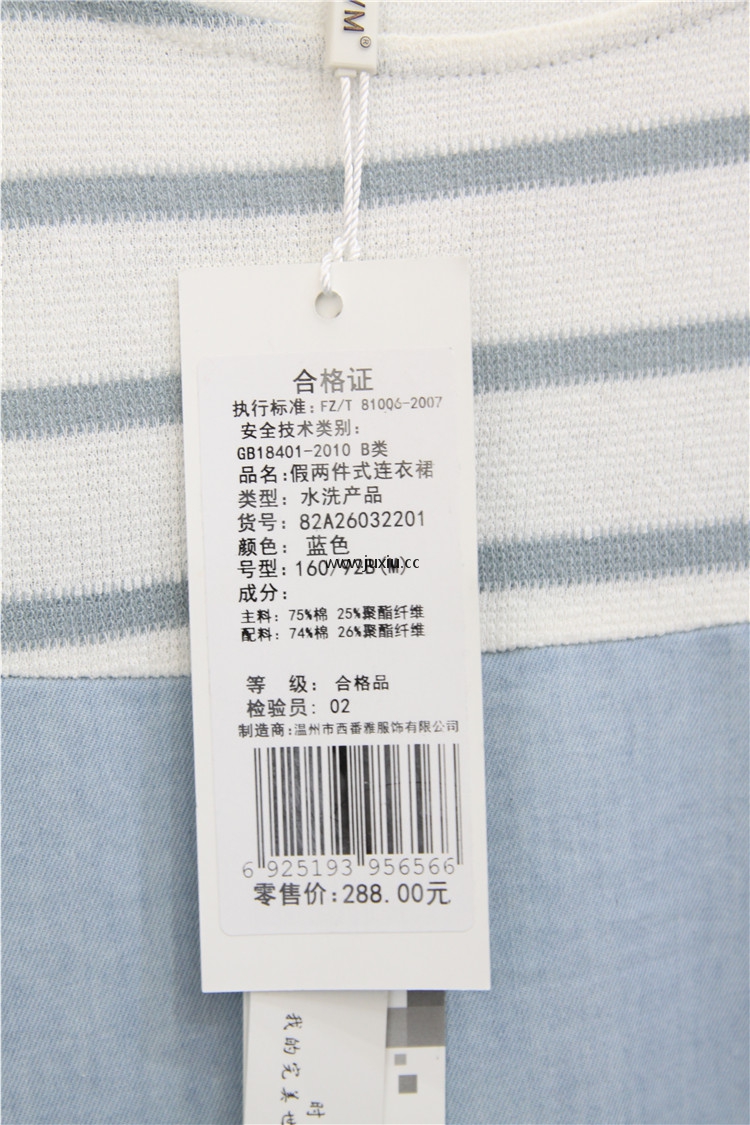 VM®
合格证
执行标准：FZ/T 81006-2007
安全技术类别：
GB18401-2010 B类
品名：假两件式连衣裙
类型：水洗产品
货号：82A26032201
颜色：蓝色
号型：160/92B(M)
www.juxiu.cc
成分：
主料：75%棉 25%聚酯纤维
配料：74%棉 26%聚酯纤维
等 级：合格品
检验员：02
制造商：温州市西番雅服饰有限公司
6 925193 956566
零售价：288.00元
我的完美世
时